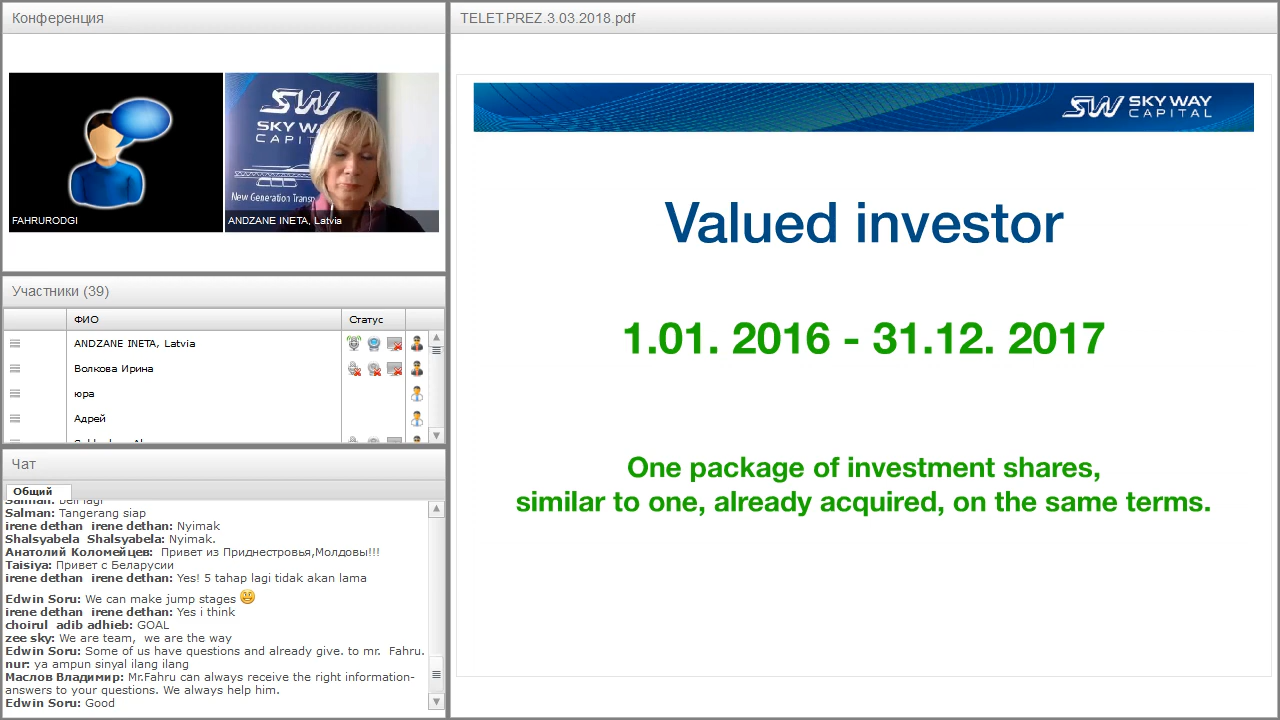 Конференция
FAHRURODGI
SW
SKY WAY
CAPIT
New Generation Transp
ANDZANE INETA, Latvia
Участники (39)
ФИО
Статус
ANDZANE INETA, Latvia
Волкова Ирина
юра
Адрей
Чат
Общий
Salman: beli lagi
Salman: Tangerang siap
irene dethan irene dethan: Nyimak
Shalsyabela Shalsyabela: Nyimak.
Анатолий Коломейцев: Привет из Приднестровья,Молдовы!!!
Taisiya: Привет с Беларусии
irene dethan irene dethan: Yes! 5 tahap lagi tidak akan lama
Edwin Soru: We can make jump stages
irene dethan irene dethan: Yes i think
choirul adib adhieb: GOAL
zee sky: We are team, we are the way
Edwin Soru: Some of us have questions and already give. to mr. Fahru.
nur: ya ampun sinyal ilang ilang
Маслов Владимир: Mr.Fahru can always receive the right information-
answers to your questions. We always help him.
Edwin Soru: Good
TELET.PREZ.3.03.2018.pdf
SW SKY WAY
CAPITAL
Valued investor
1.01. 2016 - 31.12. 2017
One package of investment shares,
similar to one, already acquired, on the same terms.